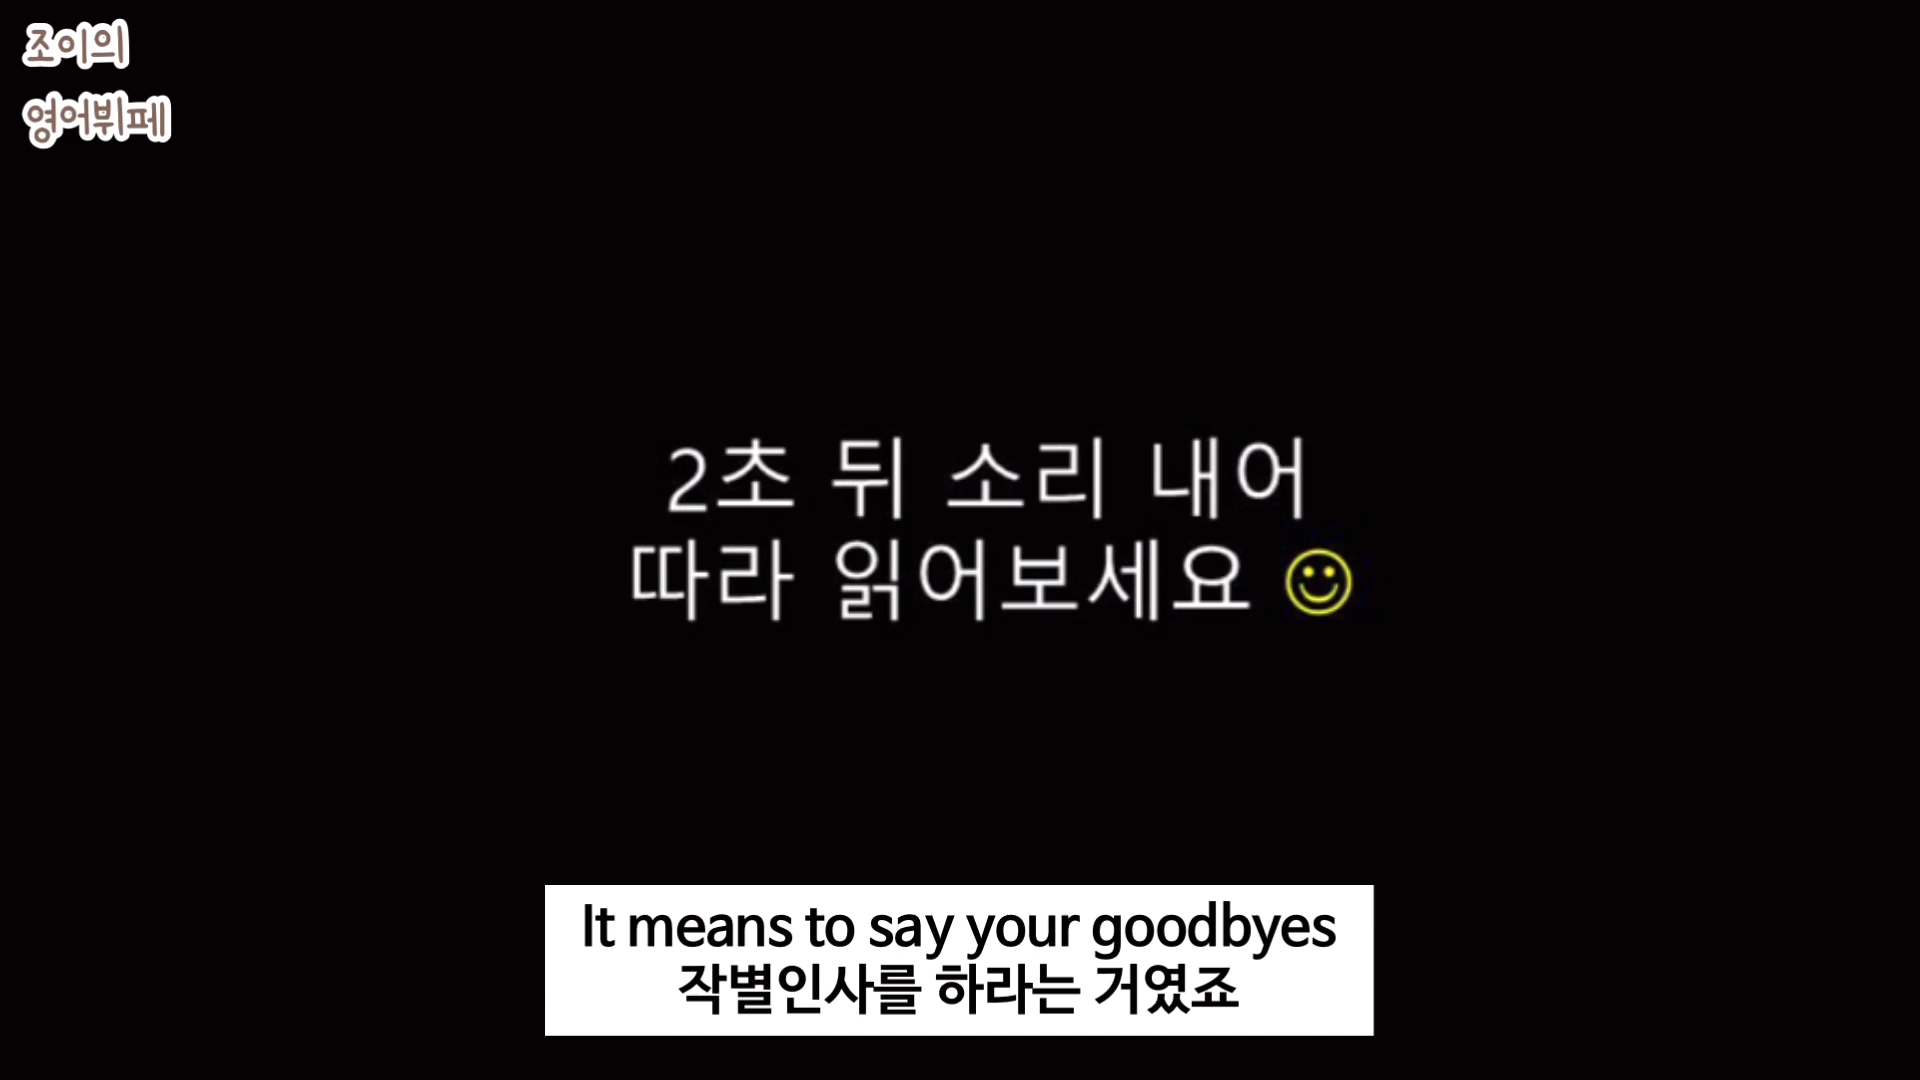 조이의
영어뷔페
2초 뒤 소리 내어
따라 읽어보세요 ☺
It means to say your goodbyes
작별인사를 하라는 거였죠